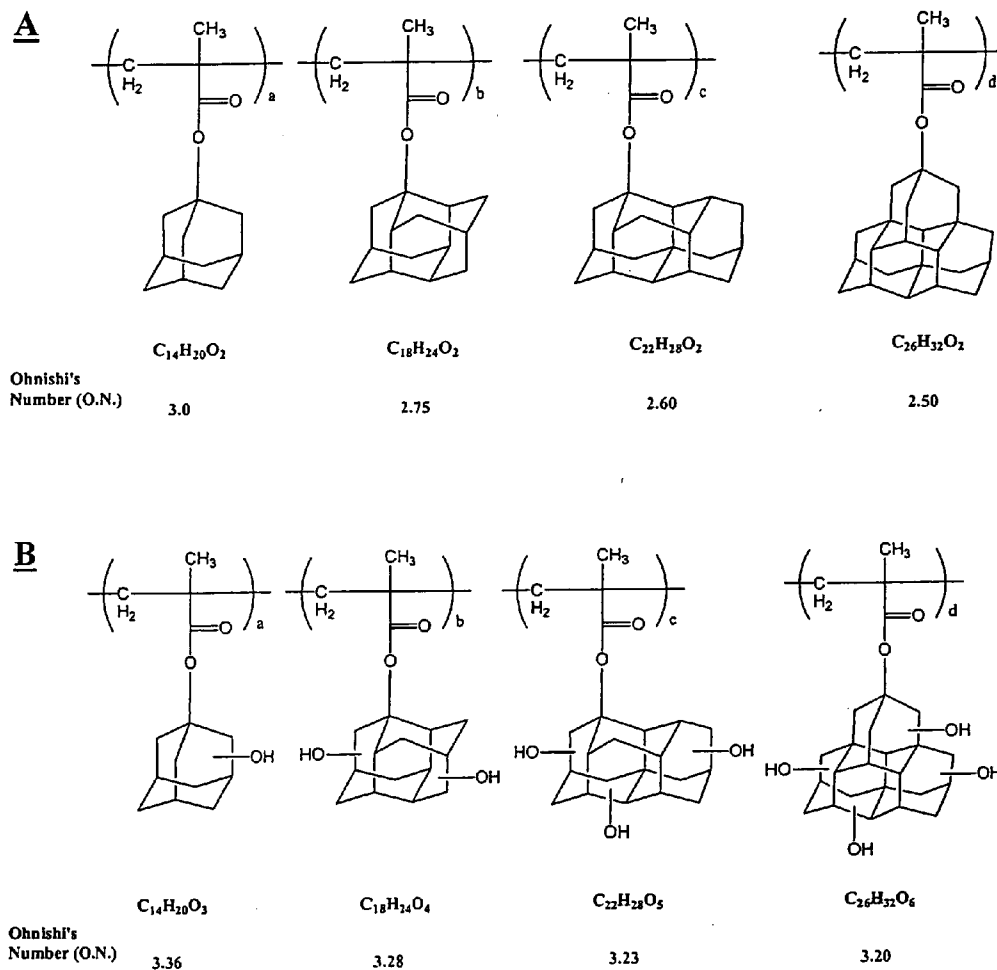 A
CH₃ CH₃ CH₃ CH₃
C H₂ a C H₂ b C H₂ c C H₂ d
O O O O
O O O O
C₁₄H₂₀O₂ C₁₈H₂₄O₂ C₂₂H₂₈O₂ C₂₆H₃₂O₂
Ohnishi's
Number (O.N.) 3.0 2.75 2.60 2.50
B
CH₃ CH₃ CH₃ CH₃
C H₂ a C H₂ b C H₂ c C H₂ d
O O O O
O O O O
OH HO OH HO OH OH OH HO OH OH
C₁₄H₂₀O₃ C₁₈H₂₄O₄ C₂₂H₂₈O₅ C₂₆H₃₂O₆
Ohnishi's
Number (O.N.) 3.36 3.28 3.23 3.20